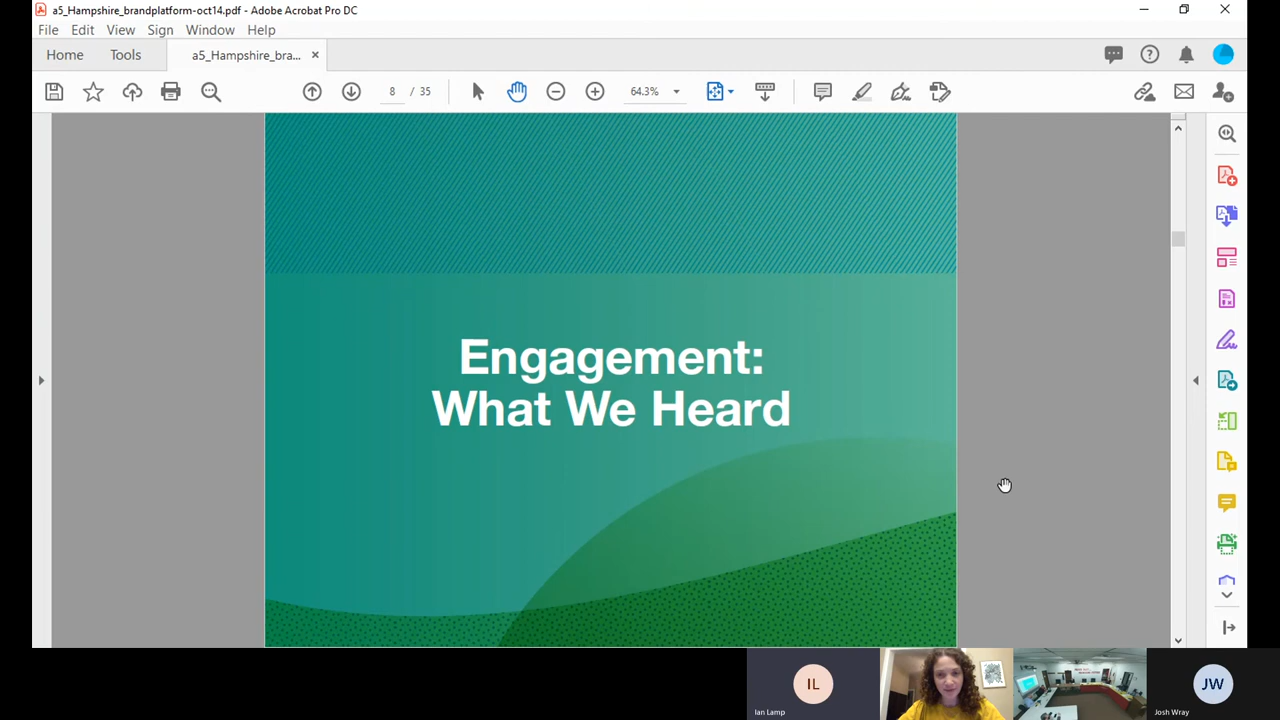 a5_Hampshire_brandplatform-oct14.pdf - Adobe Acrobat Pro DC
File Edit View Sign Window Help
Home Tools a5_Hampshire_bra... ×
8 / 35 64.3%
Engagement:
What We Heard
IL JW
Ian Lamp Josh Wray